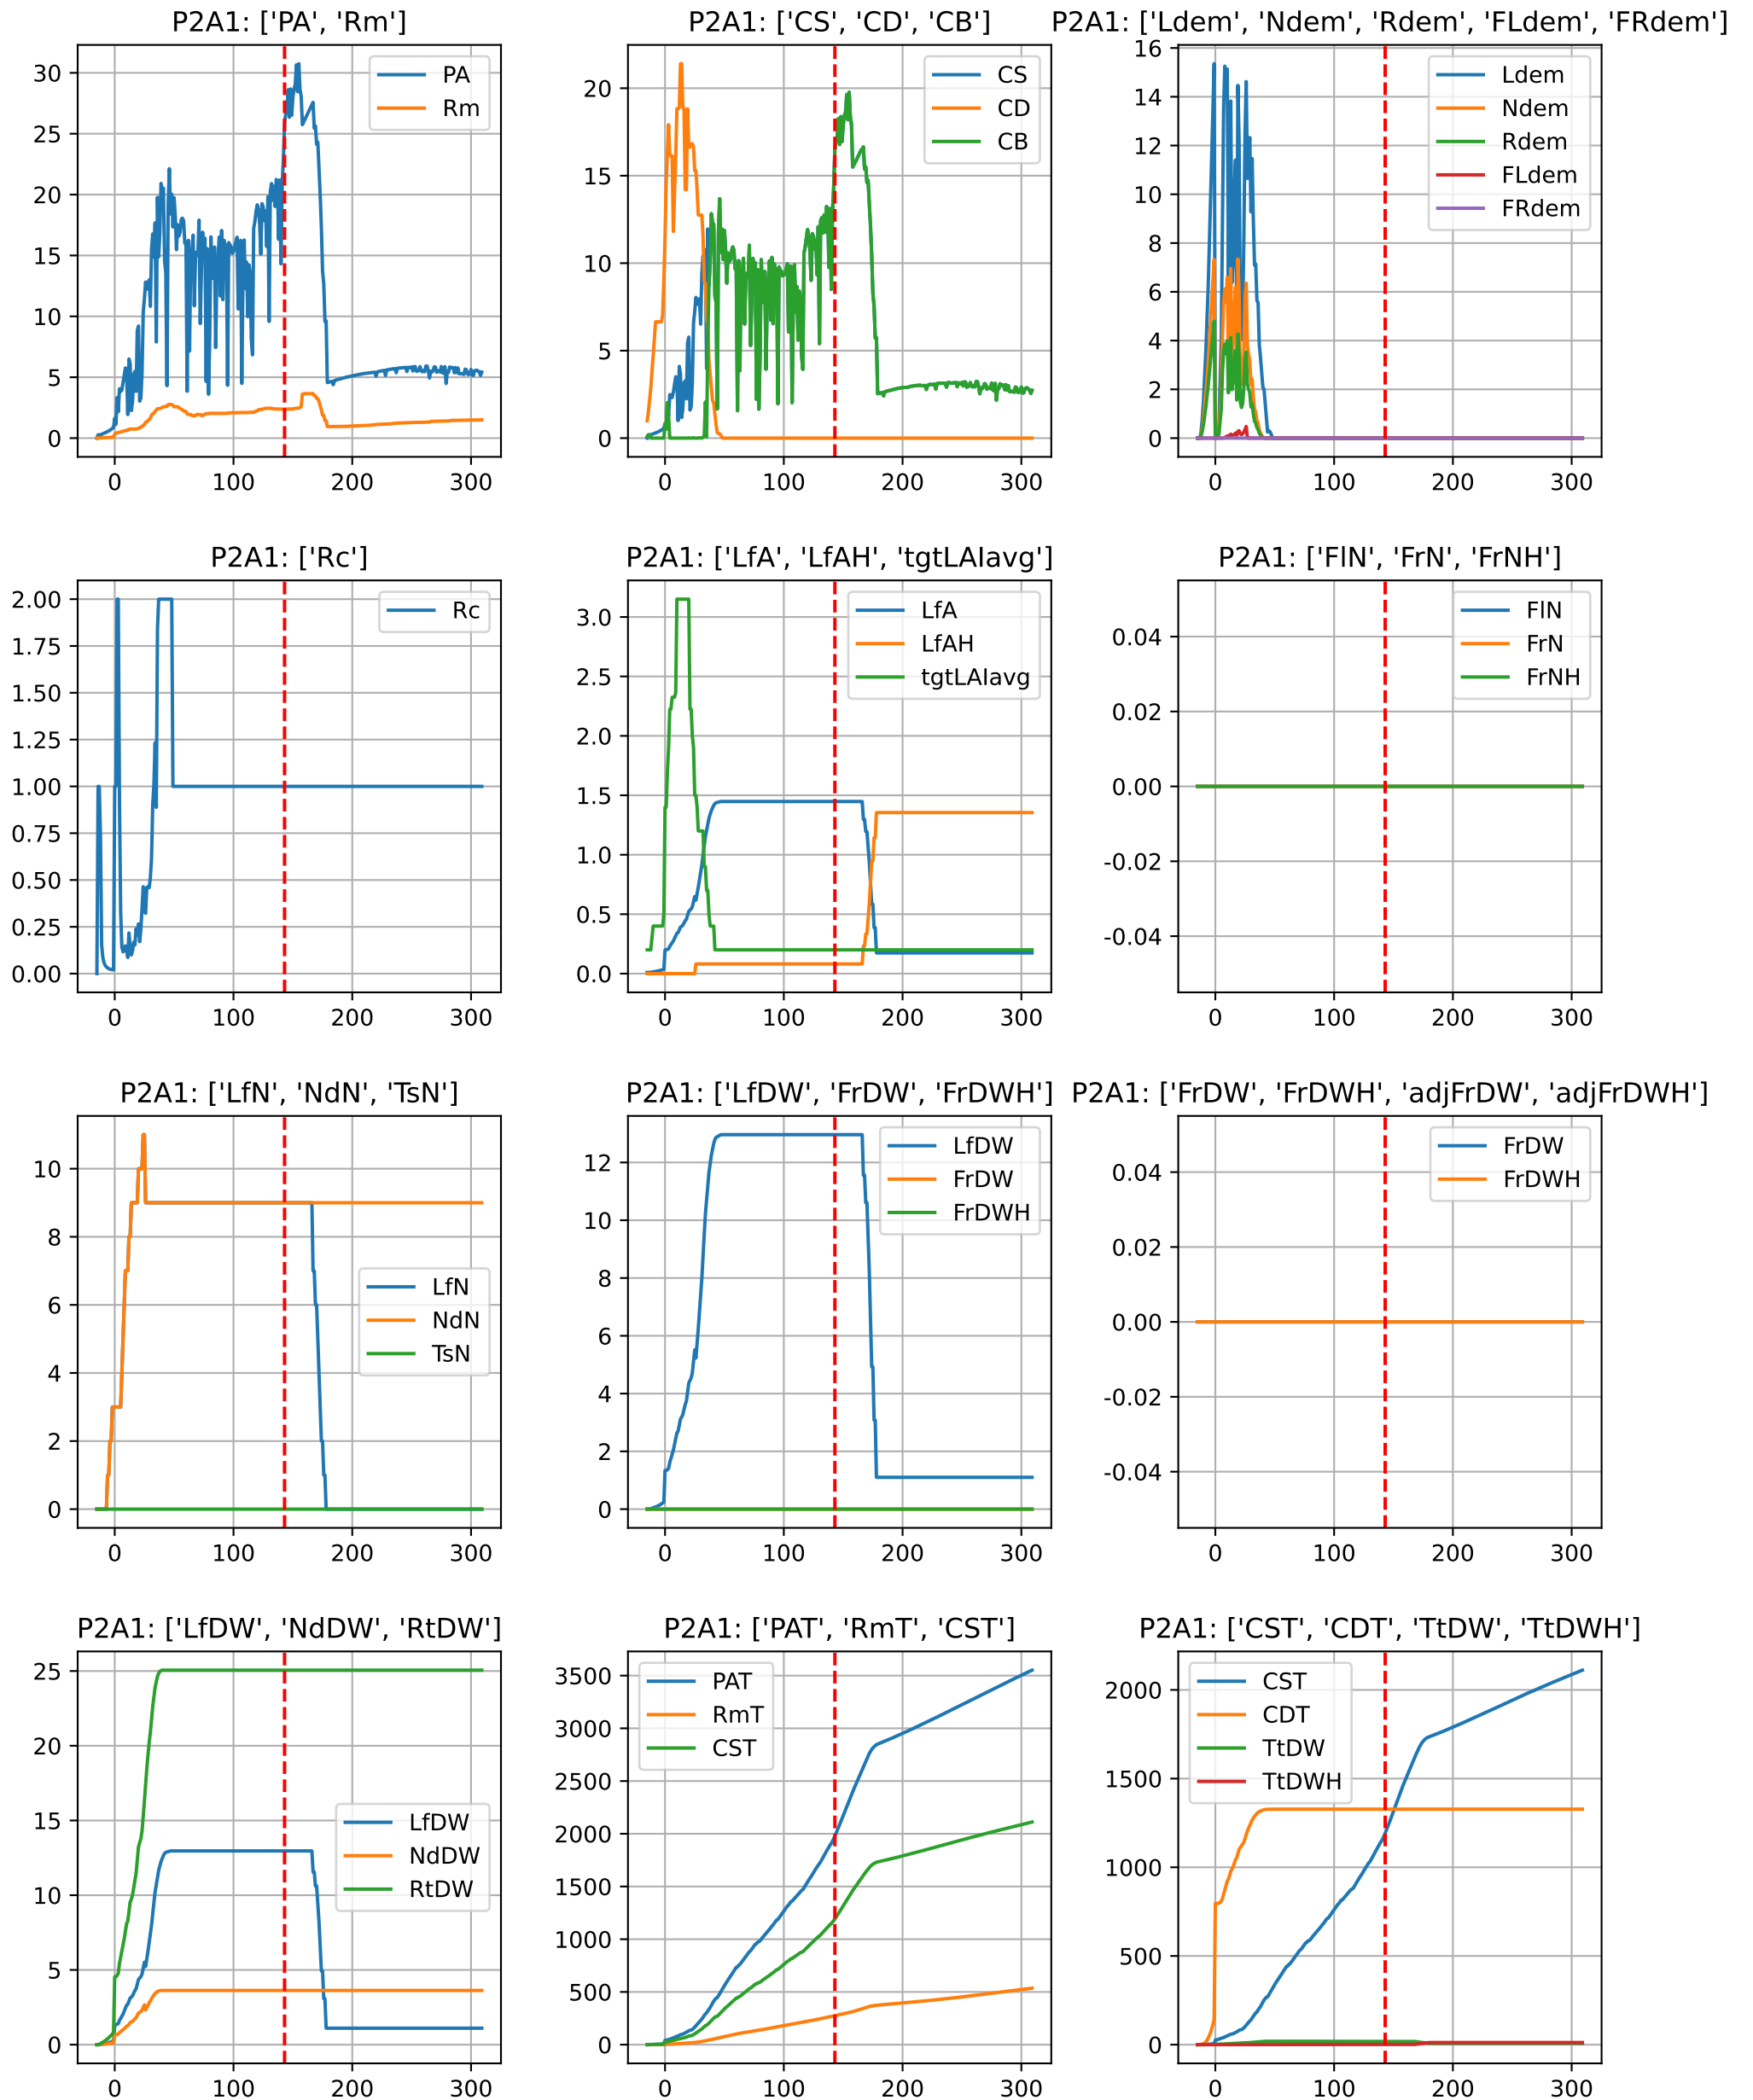 P2A1: ['PA', 'Rm']
30
25
20
15
10
5
0
0 100 200 300
PA
Rm
P2A1: ['CS', 'CD', 'CB']
20
15
10
5
0
0 100 200 300
CS
CD
CB
P2A1: ['Ldem', 'Ndem', 'Rdem', 'FLdem', 'FRdem']
16
14
12
10
8
6
4
2
0
0 100 200 300
Ldem
Ndem
Rdem
FLdem
FRdem
P2A1: ['Rc']
2.00
1.75
1.50
1.25
1.00
0.75
0.50
0.25
0.00
0 100 200 300
Rc
P2A1: ['LfA', 'LfAH', 'tgtLAIavg']
3.0
2.5
2.0
1.5
1.0
0.5
0.0
0 100 200 300
LfA
LfAH
tgtLAIavg
P2A1: ['FlN', 'FrN', 'FrNH']
0.04
0.02
0.00
-0.02
-0.04
0 100 200 300
FlN
FrN
FrNH
P2A1: ['LfN', 'NdN', 'TsN']
10
8
6
4
2
0
0 100 200 300
LfN
NdN
TsN
P2A1: ['LfDW', 'FrDW', 'FrDWH']
12
10
8
6
4
2
0
0 100 200 300
LfDW
FrDW
FrDWH
P2A1: ['FrDW', 'FrDWH', 'adjFrDW', 'adjFrDWH']
0.04
0.02
0.00
-0.02
-0.04
0 100 200 300
FrDW
FrDWH
P2A1: ['LfDW', 'NdDW', 'RtDW']
25
20
15
10
5
0
0 100 200 300
LfDW
NdDW
RtDW
P2A1: ['PAT', 'RmT', 'CST']
3500
3000
2500
2000
1500
1000
500
0
0 100 200 300
PAT
RmT
CST
P2A1: ['CST', 'CDT', 'TtDW', 'TtDWH']
2000
1500
1000
500
0
0 100 200 300
CST
CDT
TtDW
TtDWH